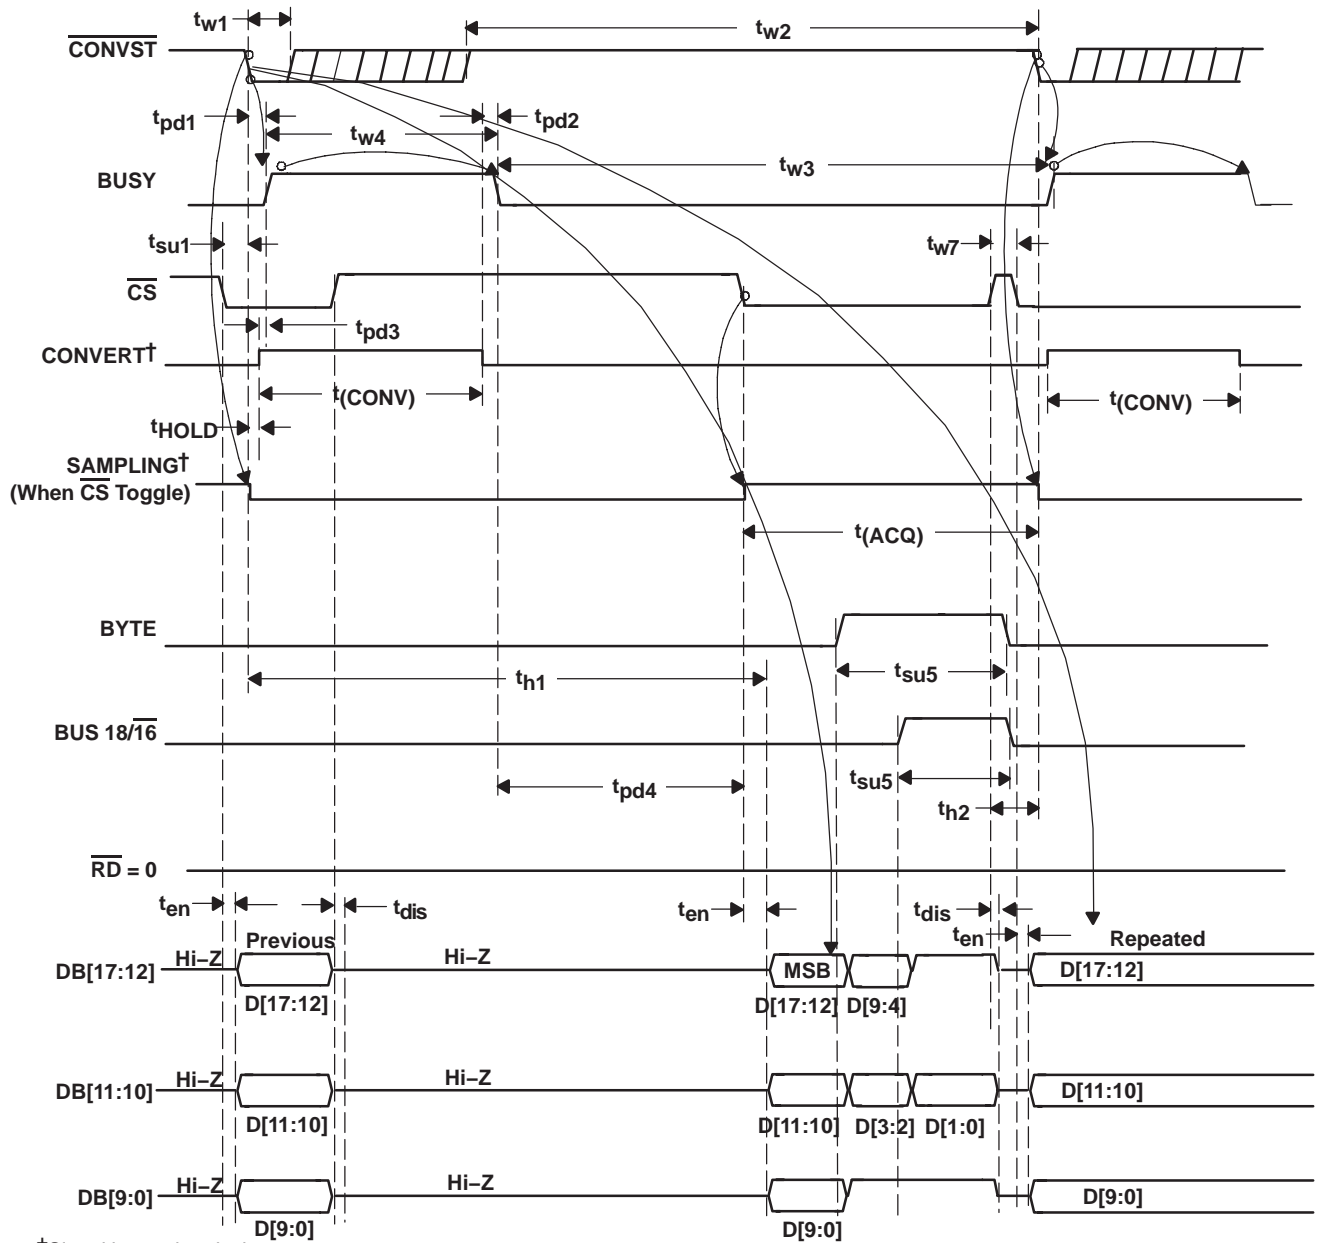 tw1
tw2
CONVST
tpd1
tw4
tpd2
tw3
BUSY
tsu1
tw7
CS
tpd3
CONVERT†
t(CONV)
t(CONV)
tHOLD
SAMPLING†
(When CS Toggle)
t(ACQ)
BYTE
th1
tsu5
BUS 18/16
tpd4
tsu5
th2
RD = 0
ten
tdis
ten
tdis
ten
Previous
Repeated
DB[17:12]
Hi–Z
Hi–Z
MSB
D[17:12]
D[17:12]
D[17:12]
D[9:4]
DB[11:10]
Hi–Z
Hi–Z
D[11:10]
D[11:10]
D[11:10]
D[3:2]
D[1:0]
DB[9:0]
Hi–Z
Hi–Z
D[9:0]
D[9:0]
D[9:0]